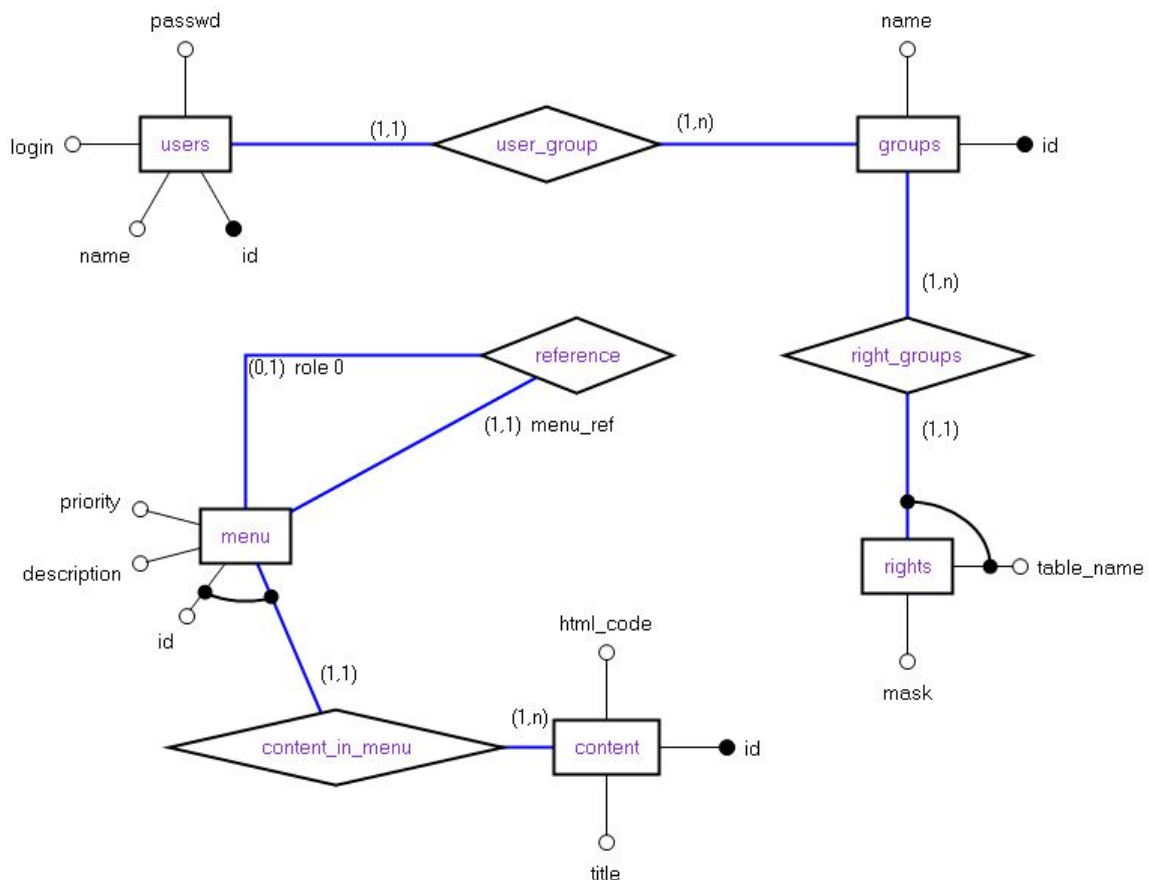 passwd
name
login
users
(1,1)
user_group
(1,n)
groups
id
name
id
(1,n)
reference
right_groups
(0,1) role 0
(1,1) menu_ref
(1,1)
priority
menu
description
rights
table_name
id
html_code
(1,1)
mask
(1,n)
content_in_menu
content
id
title